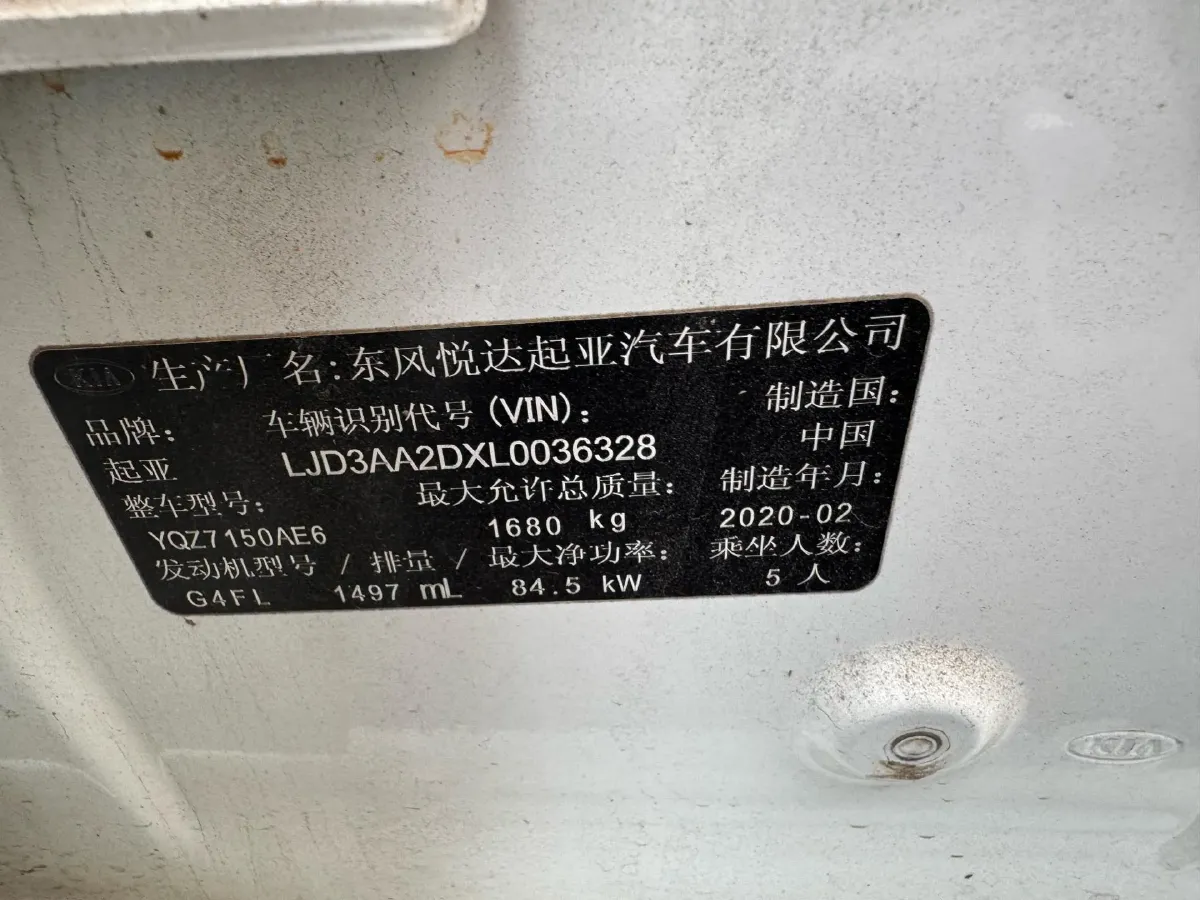 KIA 生产厂名:东风悦达起亚汽车有限公司
品牌: 车辆识别代号(VIN): 制造国:
起亚 LJD3AA2DXL0036328 中国
整车型号: 最大允许总质量: 制造年月:
YQZ7150AE6 1680 kg 2020-02
发动机型号 / 排量 / 最大净功率: 乘坐人数:
G4FL 1497 mL 84.5 kW 5 人
KIA